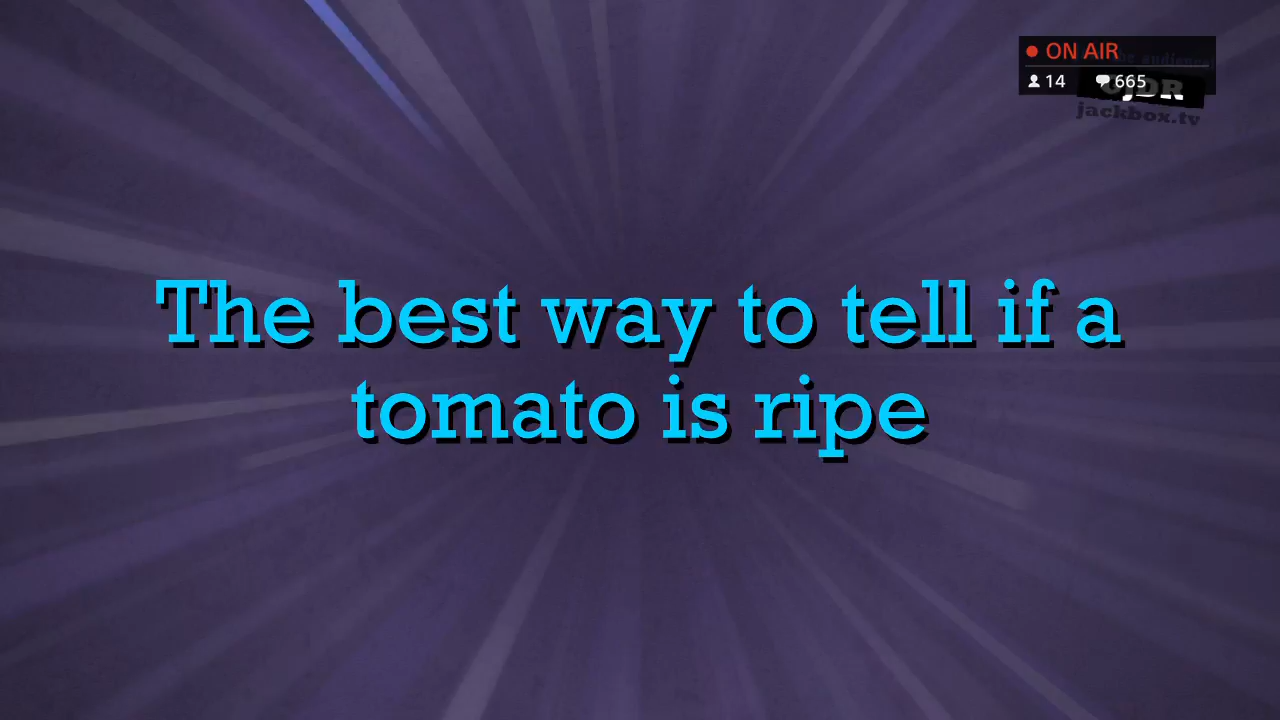 ON AIR
14 665
jackbox.tv
The best way to tell if a
tomato is ripe